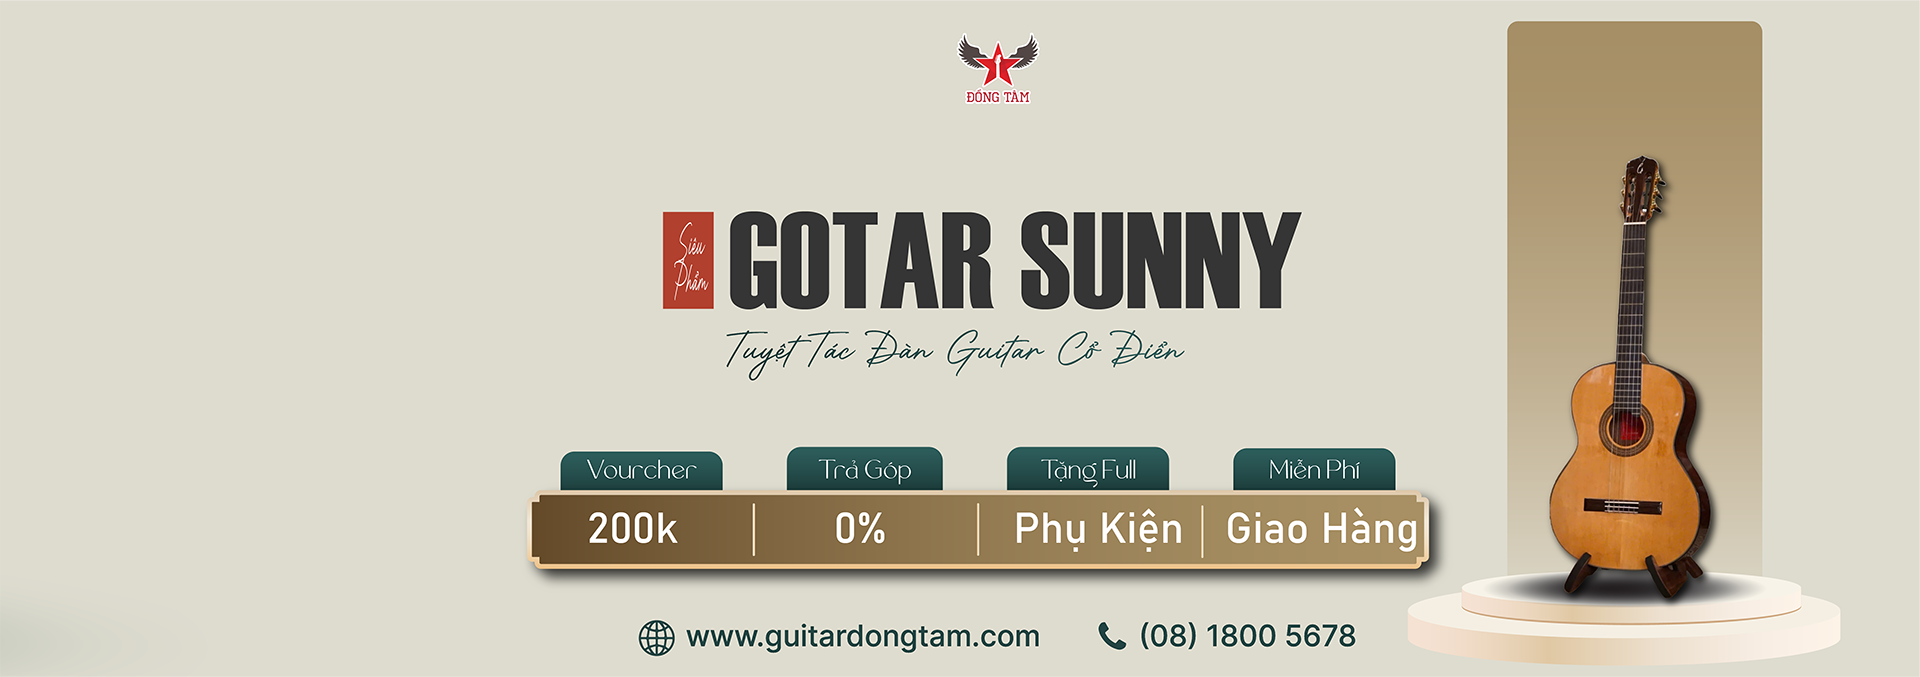 ĐỒNG TÂM
Siêu
Phẩm
GOTAR SUNNY
Tuyệt Tác Đàn Guitar Cổ Điển
Vourcher
Trả Góp
Tặng Full
Miễn Phí
200k
0%
Phụ Kiện
Giao Hàng
www.guitardongtam.com
(08) 1800 5678